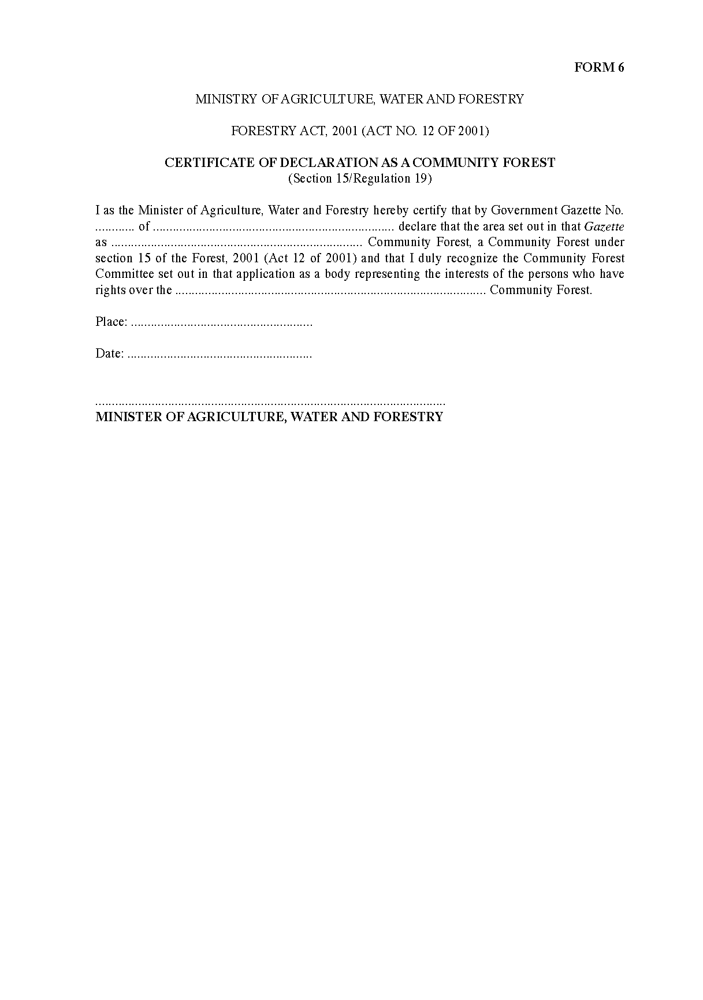 FORM 6
MINISTRY OF AGRICULTURE, WATER AND FORESTRY
FORESTRY ACT, 2001 (ACT NO. 12 OF 2001)
CERTIFICATE OF DECLARATION AS A COMMUNITY FOREST
(Section 15/Regulation 19)
I as the Minister of Agriculture, Water and Forestry hereby certify that by Government Gazette No.
............ of ......................................................................... declare that the area set out in that Gazette
as ............................................................................ Community Forest, a Community Forest under
section 15 of the Forest, 2001 (Act 12 of 2001) and that I duly recognize the Community Forest
Committee set out in that application as a body representing the interests of the persons who have
rights over the .............................................................................................. Community Forest.
Place: .......................................................
Date: ........................................................
..........................................................................................................
MINISTER OF AGRICULTURE, WATER AND FORESTRY